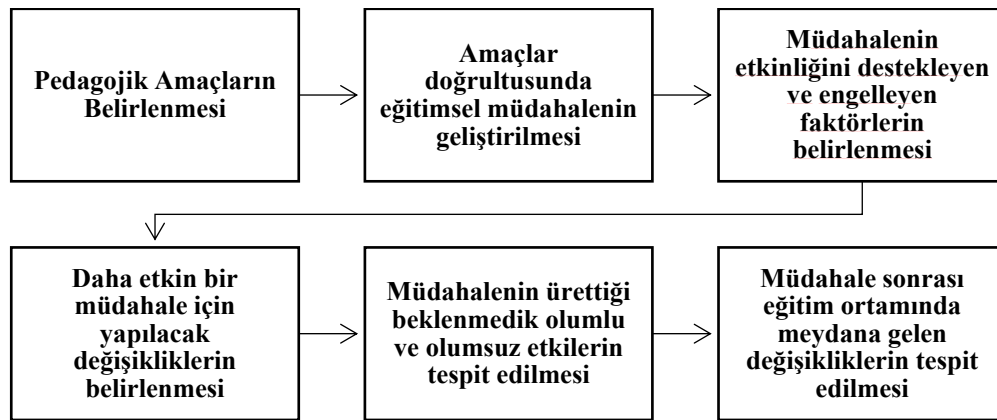 Pedagojik Amaçların
Belirlenmesi
Amaçlar
doğrultusunda
eğitimsel müdahalenin
geliştirilmesi
Müdahalenin
etkinliğini destekleyen
ve engelleyen
faktörlerin
belirlenmesi
Daha etkin bir
müdahale için
yapılacak
değişikliklerin
belirlenmesi
Müdahalenin ürettiği
beklenmedik olumlu
ve olumsuz etkilerin
tespit edilmesi
Müdahale sonrası
eğitim ortamında
meydana gelen
değişikliklerin tespit
edilmesi